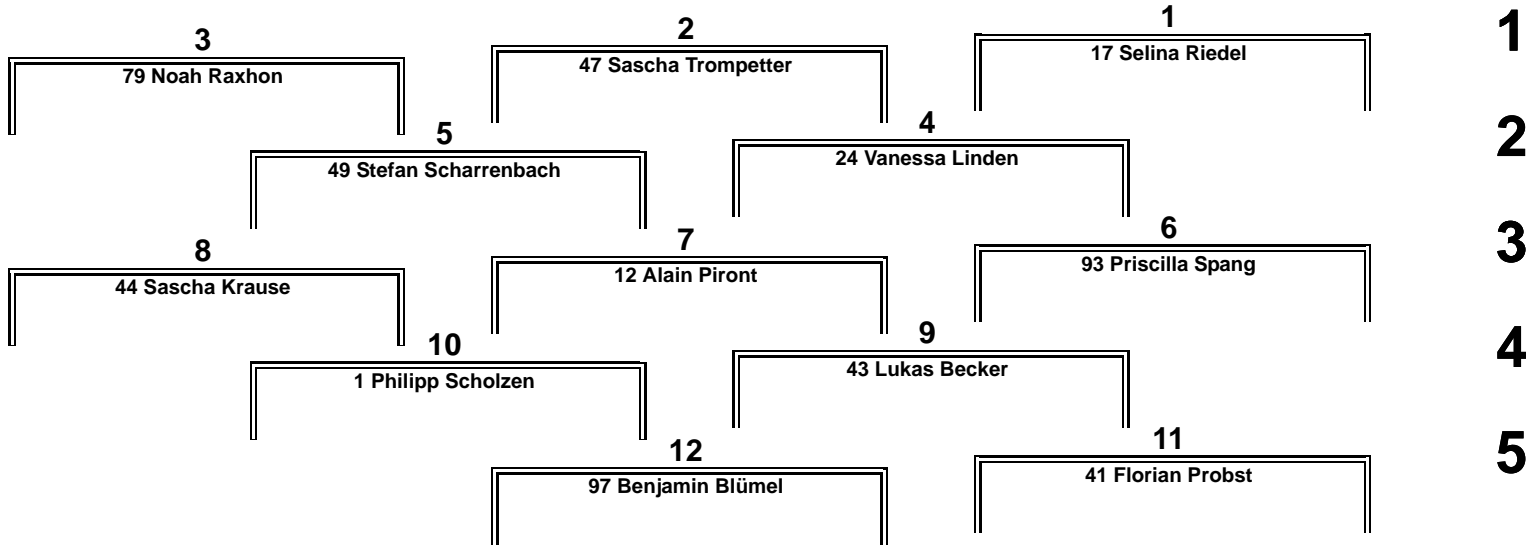 3 2 1 1
79 Noah Raxhon 47 Sascha Trompetter 17 Selina Riedel
5 4 2
49 Stefan Scharrenbach 24 Vanessa Linden
8 7 6 3
44 Sascha Krause 12 Alain Piront 93 Priscilla Spang
10 9 4
1 Philipp Scholzen 43 Lukas Becker
12 11 5
97 Benjamin Blümel 41 Florian Probst